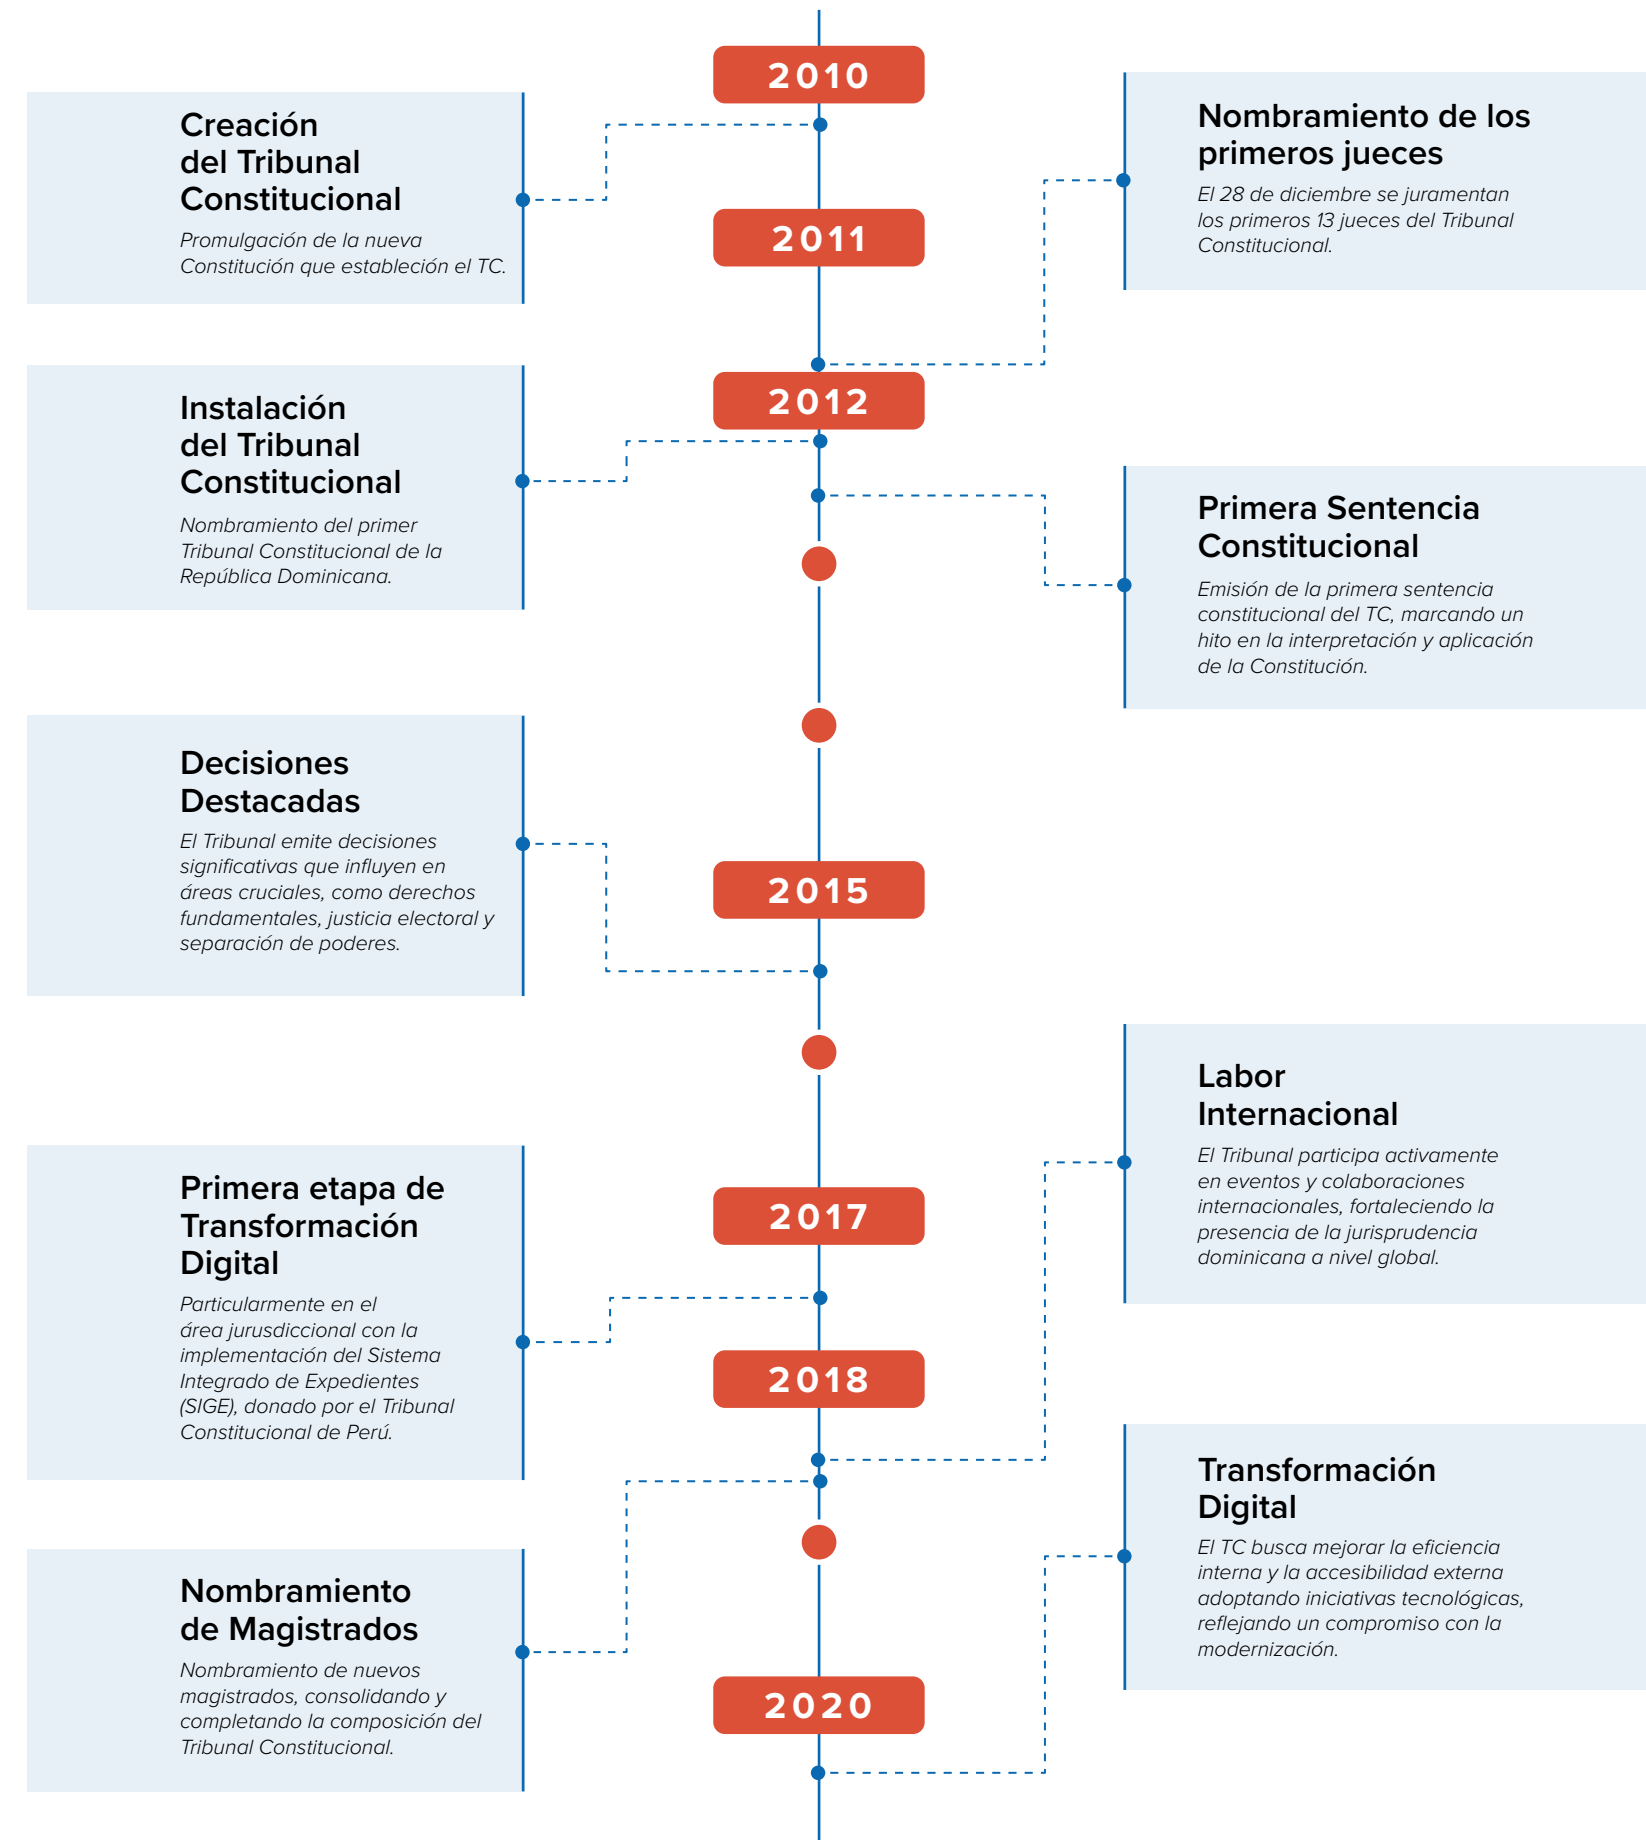 2010
Creación
del Tribunal
Constitucional
Promulgación de la nueva
Constitución que estableción el TC.
2011
Nombramiento de los
primeros jueces
El 28 de diciembre se juramentan
los primeros 13 jueces del Tribunal
Constitucional.
2012
Instalación
del Tribunal
Constitucional
Nombramiento del primer
Tribunal Constitucional de la
República Dominicana.
Primera Sentencia
Constitucional
Emisión de la primera sentencia
constitucional del TC, marcando un
hito en la interpretación y aplicación
de la Constitución.
2015
Decisiones
Destacadas
El Tribunal emite decisiones
significativas que influyen en
áreas cruciales, como derechos
fundamentales, justicia electoral y
separación de poderes.
2017
Primera etapa de
Transformación
Digital
Particularmente en el
área jurusdiccional con la
implementación del Sistema
Integrado de Expedientes
(SIGE), donado por el Tribunal
Constitucional de Perú.
2018
Labor
Internacional
El Tribunal participa activamente
en eventos y colaboraciones
internacionales, fortaleciendo la
presencia de la jurisprudencia
dominicana a nivel global.
Nombramiento
de Magistrados
Nombramiento de nuevos
magistrados, consolidando y
completando la composición del
Tribunal Constitucional.
2020
Transformación
Digital
El TC busca mejorar la eficiencia
interna y la accesibilidad externa
adoptando iniciativas tecnológicas,
reflejando un compromiso con la
modernización.